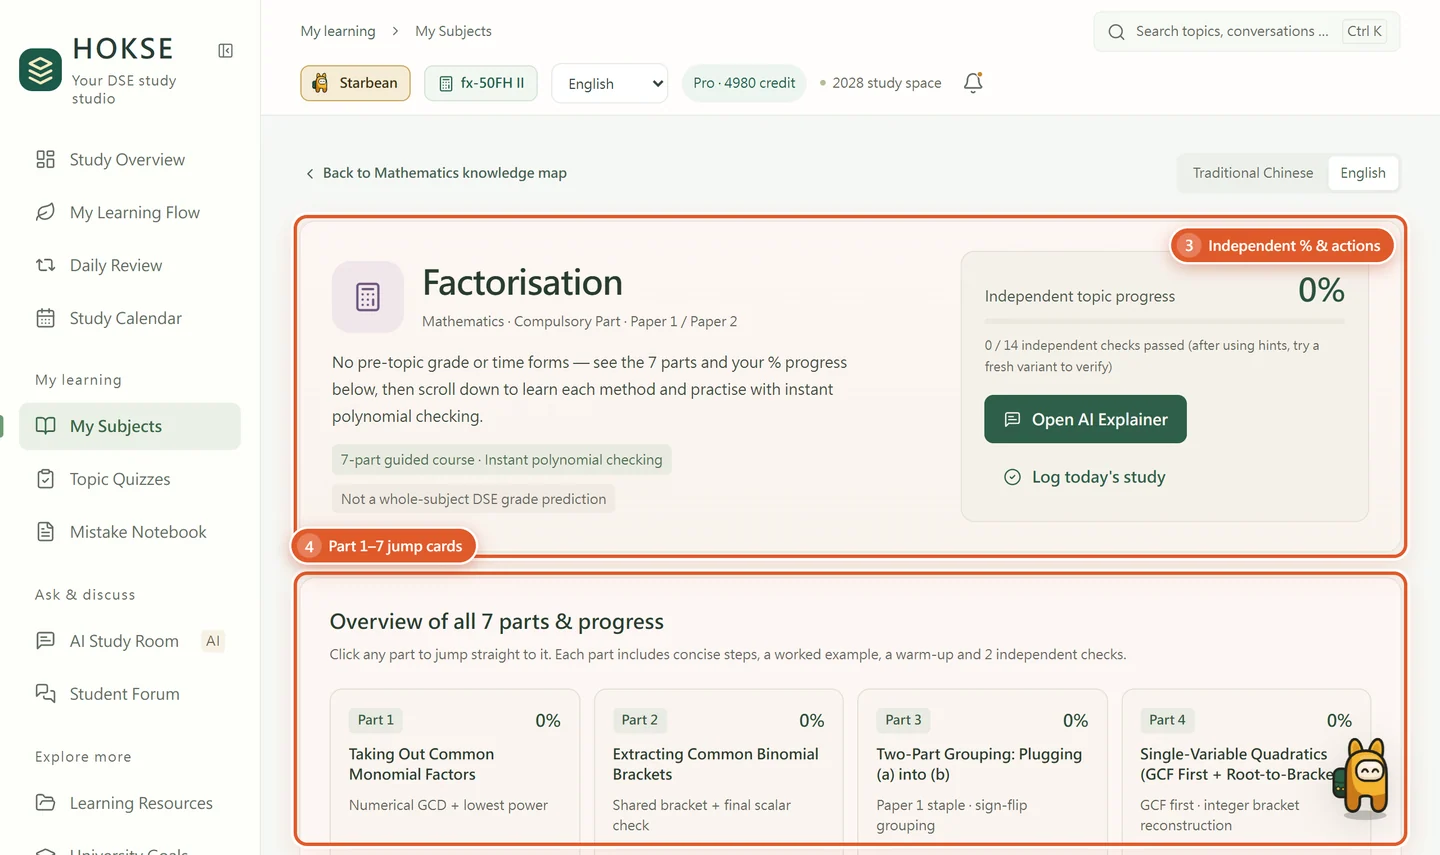 HOKSE
Your DSE study
studio
Study Overview
My Learning Flow
Daily Review
Study Calendar
My learning
My Subjects
Topic Quizzes
Mistake Notebook
Ask & discuss
AI Study Room
AI
Student Forum
Explore more
Learning Resources
University Goals
My learning
My Subjects
Search topics, conversations ...
Ctrl K
Starbean
fx-50FH II
English
Pro · 4980 credit
2028 study space
Back to Mathematics knowledge map
Traditional Chinese
English
3 Independent % & actions
Factorisation
Mathematics · Compulsory Part · Paper 1 / Paper 2
No pre-topic grade or time forms — see the 7 parts and your % progress
below, then scroll down to learn each method and practise with instant
polynomial checking.
7-part guided course · Instant polynomial checking
Not a whole-subject DSE grade prediction
Independent topic progress
0%
0 / 14 independent checks passed (after using hints, try a
fresh variant to verify)
Open AI Explainer
Log today's study
4 Part 1–7 jump cards
Overview of all 7 parts & progress
Click any part to jump straight to it. Each part includes concise steps, a worked example, a warm-up and 2 independent checks.
Part 1
0%
Taking Out Common
Monomial Factors
Numerical GCD + lowest power
Part 2
0%
Extracting Common Binomial
Brackets
Shared bracket + final scalar
check
Part 3
0%
Two-Part Grouping: Plugging
(a) into (b)
Paper 1 staple · sign-flip
grouping
Part 4
0%
Single-Variable Quadratics
(GCF First + Root-to-Bracke
GCF first · integer bracket
reconstruction